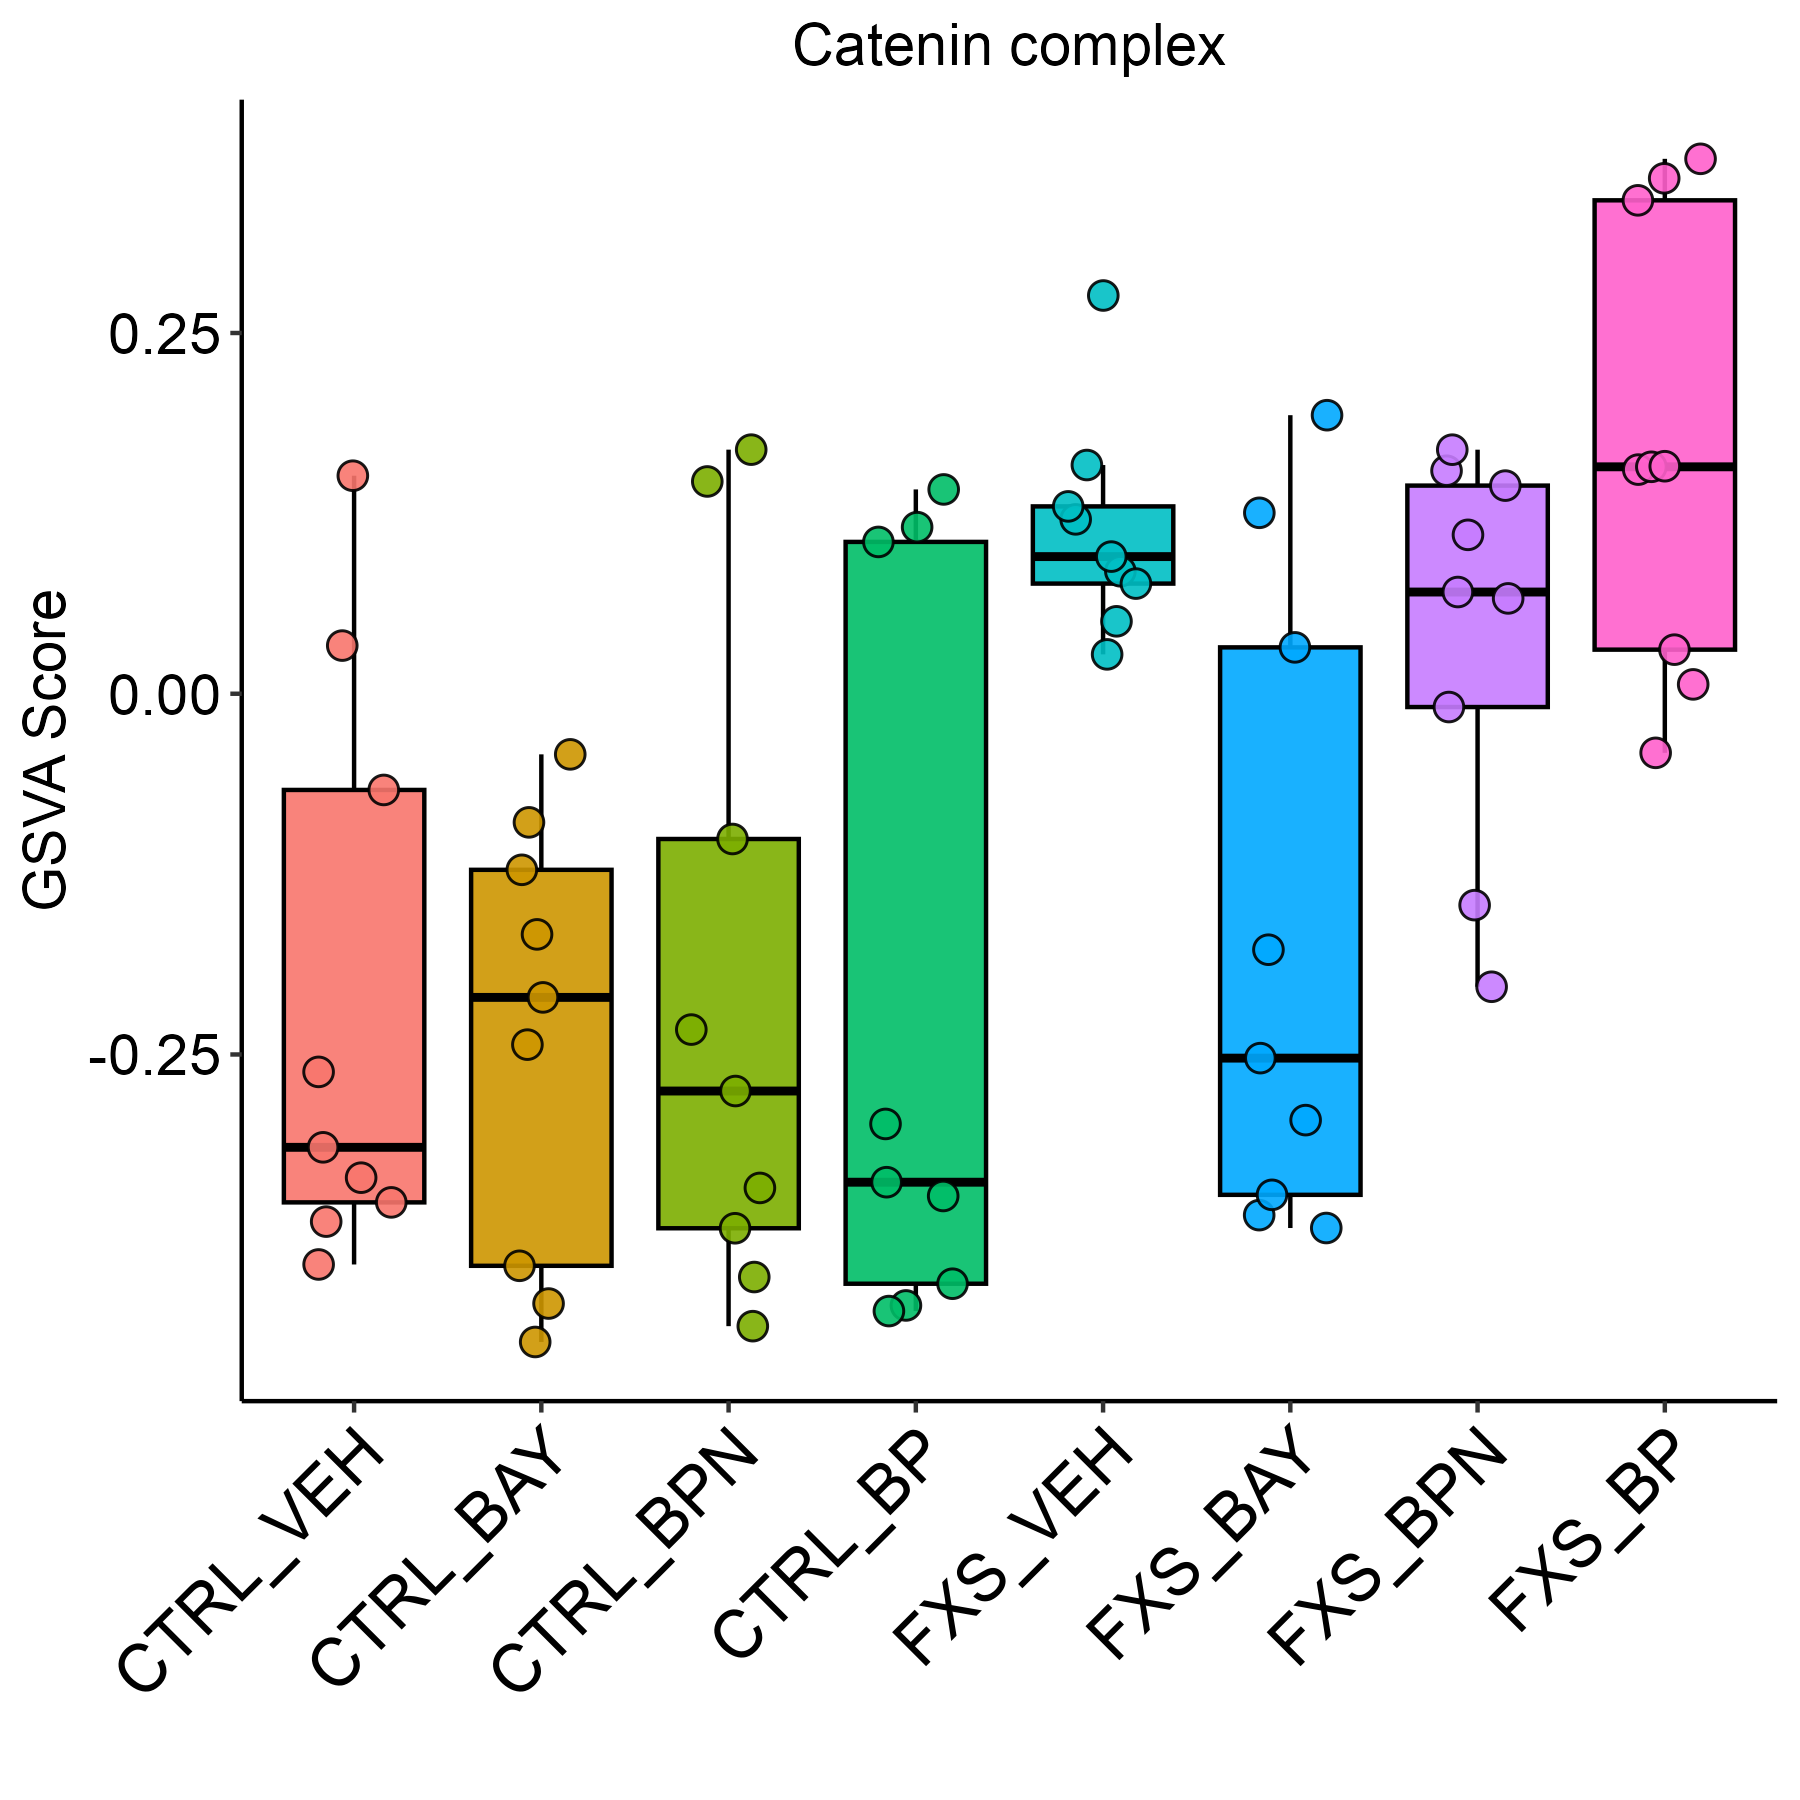 Catenin complex
GSVA Score
0.25
0.00
-0.25
CTRL_VEH
CTRL_BAY
CTRL_BPN
CTRL_BP
FXS_VEH
FXS_BAY
FXS_BPN
FXS_BP